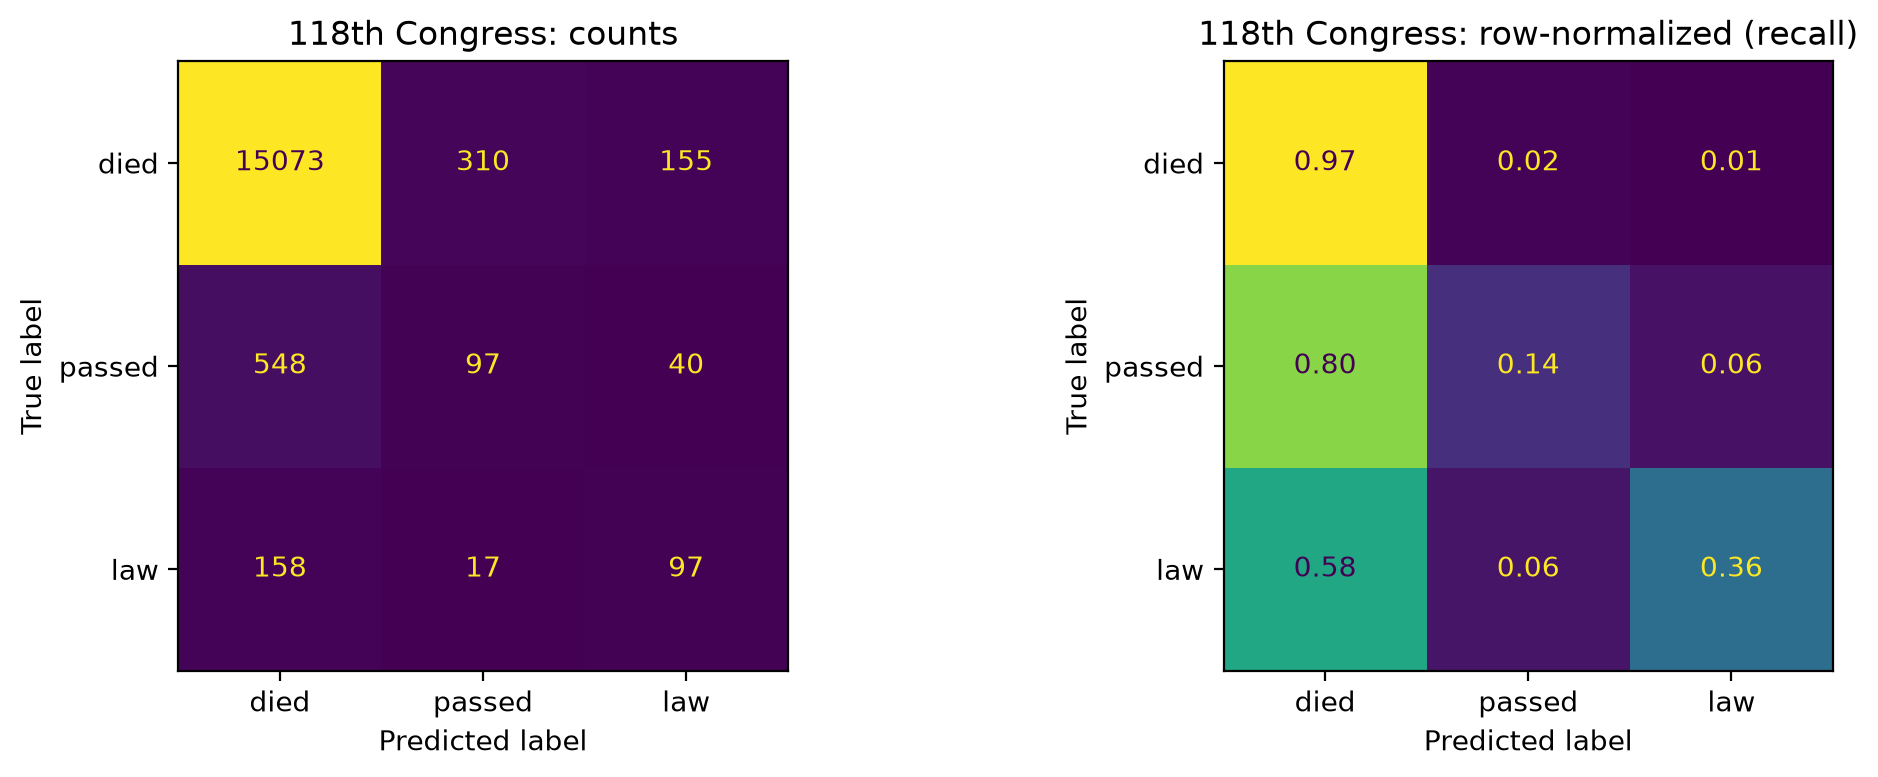 118th Congress: counts
True label
died
15073 310 155
passed
548 97 40
law
158 17 97
died passed law
Predicted label
118th Congress: row-normalized (recall)
True label
died
0.97 0.02 0.01
passed
0.80 0.14 0.06
law
0.58 0.06 0.36
died passed law
Predicted label